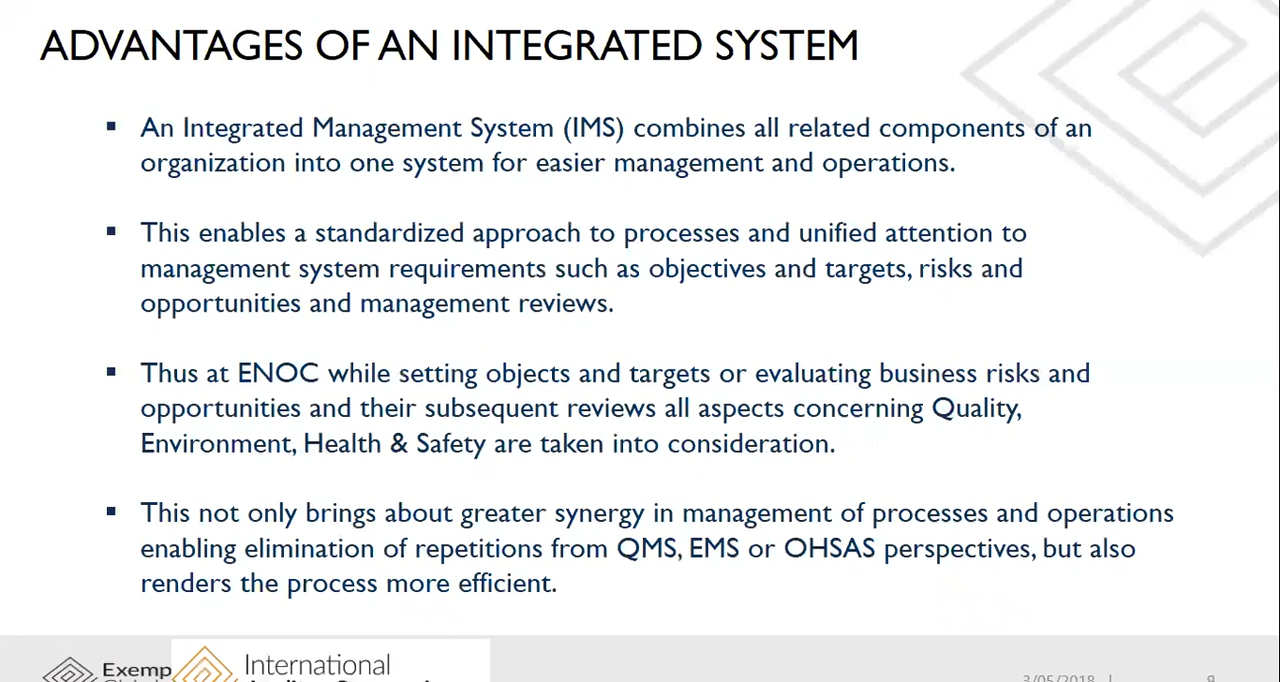 ADVANTAGES OF AN INTEGRATED SYSTEM
▪ An Integrated Management System (IMS) combines all related components of an
organization into one system for easier management and operations.
▪ This enables a standardized approach to processes and unified attention to
management system requirements such as objectives and targets, risks and
opportunities and management reviews.
▪ Thus at ENOC while setting objects and targets or evaluating business risks and
opportunities and their subsequent reviews all aspects concerning Quality,
Environment, Health & Safety are taken into consideration.
▪ This not only brings about greater synergy in management of processes and operations
enabling elimination of repetitions from QMS, EMS or OHSAS perspectives, but also
renders the process more efficient.
Exemp
International
3/05/2018 | 9